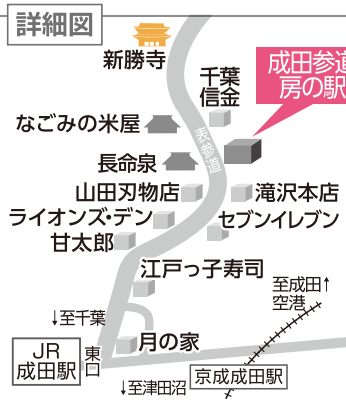 詳細図
新勝寺
千葉
信金
成田参道
房の駅
なごみの米屋
表参道
長命泉
山田刃物店
滝沢本店
ライオンズ・デン
セブンイレブン
甘太郎
江戸っ子寿司
至成田↑
空港
↓至千葉
月の家
JR
成田駅
東口
京成成田駅
↓至津田沼